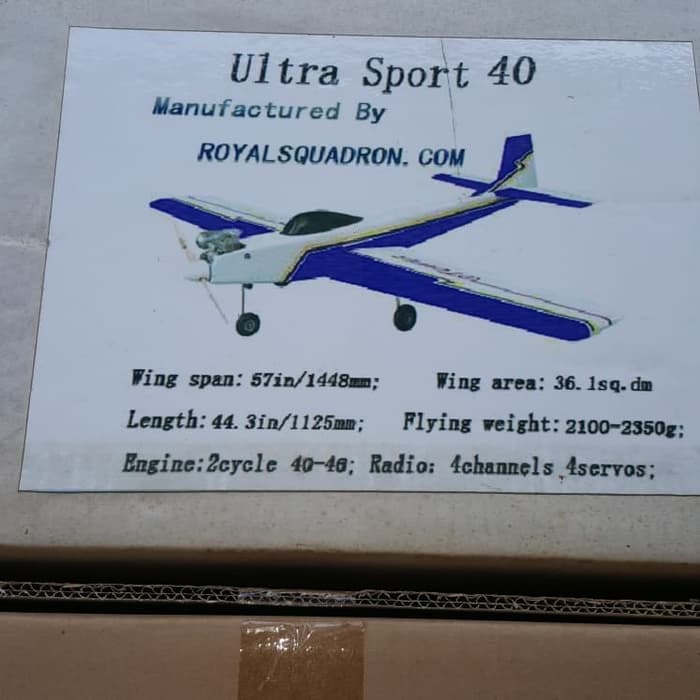 Ultra Sport 40
Manufactured By
ROYALSQUADRON. COM
Wing span: 57in/1448mm; Wing area: 36. 1sq. dm
Length: 44. 3in/1125mm; Flying weight: 2100-2350g;
Engine:2cycle 40-46; Radio: 4channels 4servos;